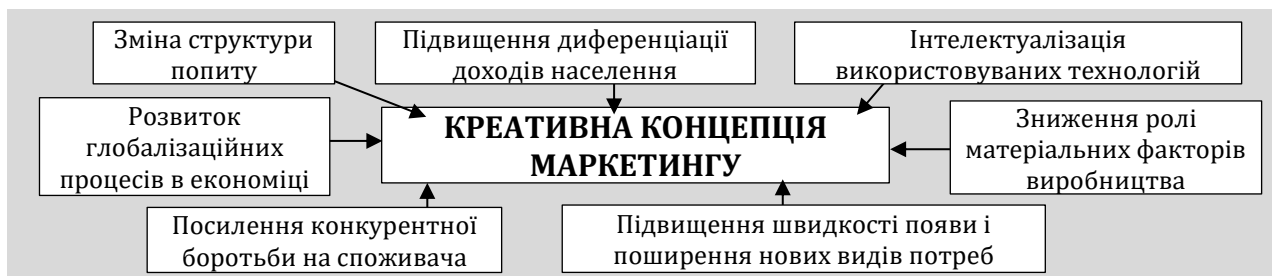 Зміна структури
попиту
Підвищення диференціації
доходів населення
Інтелектуалізація
використовуваних технологій
Розвиток
глобалізаційних
процесів в економіці
КРЕАТИВНА КОНЦЕПЦІЯ
МАРКЕТИНГУ
Зниження ролі
матеріальних факторів
виробництва
Посилення конкурентної
боротьби на споживача
Підвищення швидкості появи і
поширення нових видів потреб